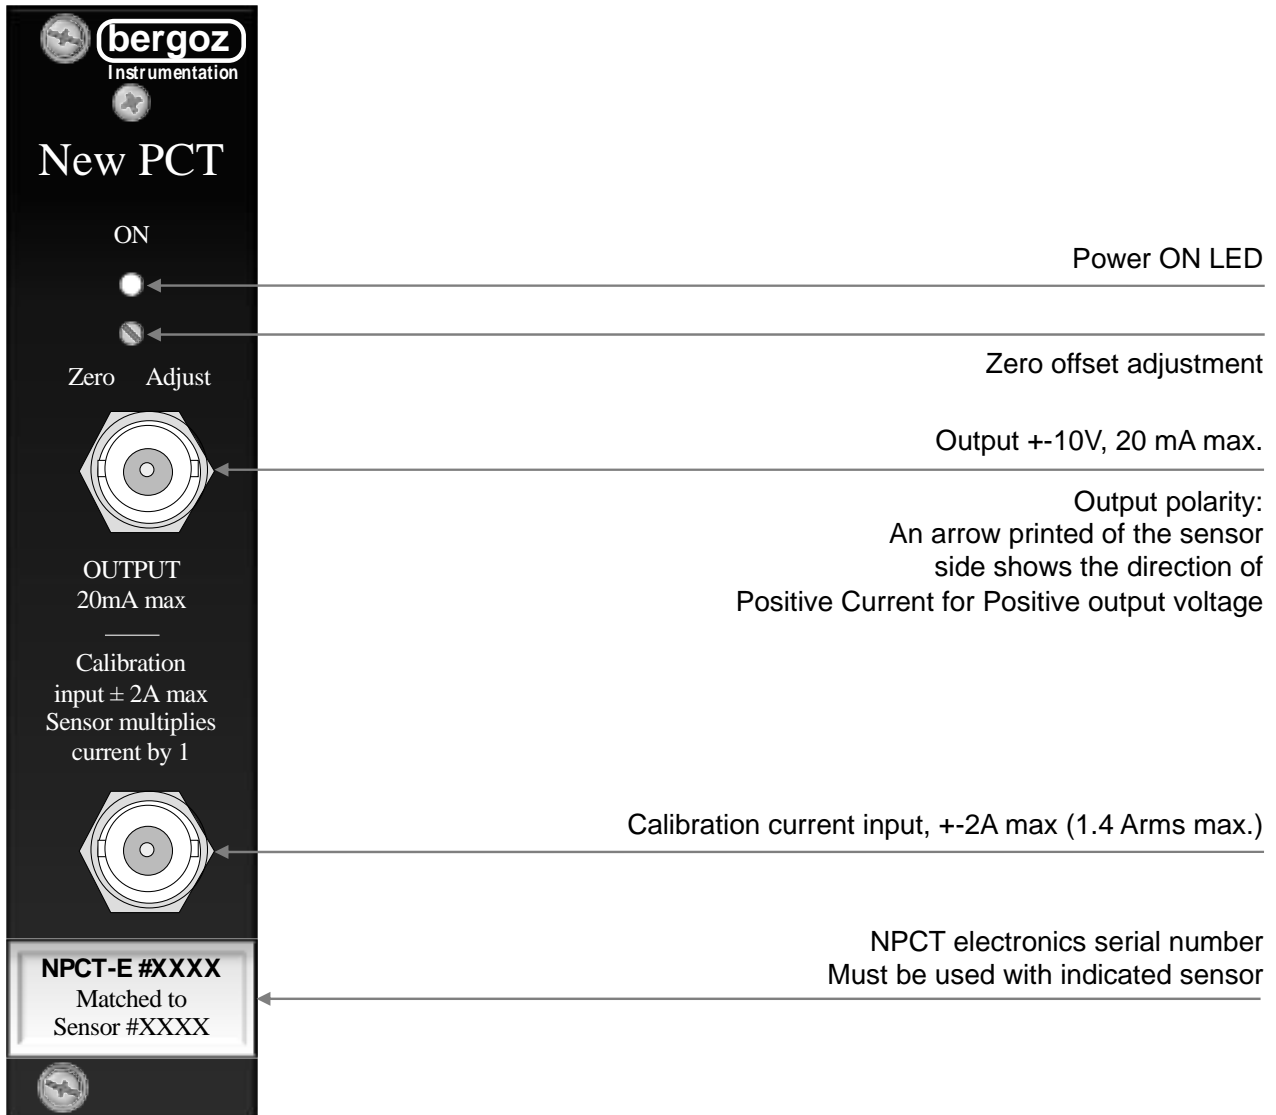 bergoz
Instrumentation
New PCT
ON
Zero Adjust
OUTPUT
20mA max
Calibration
input ± 2A max
Sensor multiplies
current by 1
NPCT-E #XXXX
Matched to
Sensor #XXXX
Power ON LED
Zero offset adjustment
Output +-10V, 20 mA max.
Output polarity:
An arrow printed of the sensor
side shows the direction of
Positive Current for Positive output voltage
Calibration current input, +-2A max (1.4 Arms max.)
NPCT electronics serial number
Must be used with indicated sensor